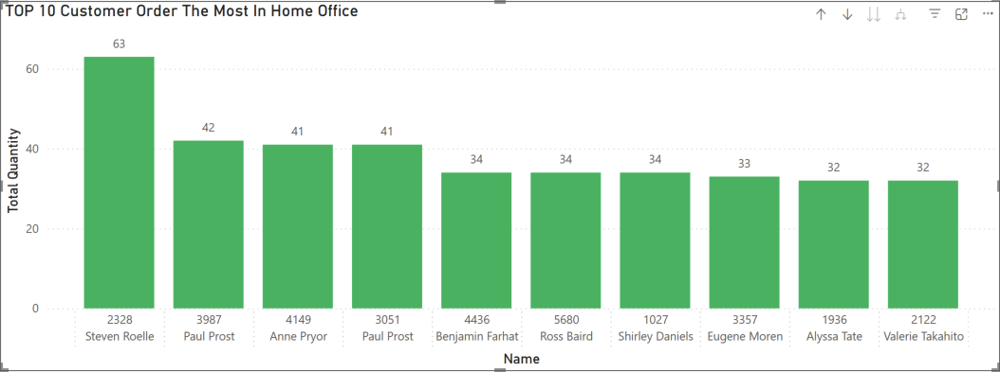 TOP 10 Customer Order The Most In Home Office
Total Quantity
60
40
20
0
63
42
41
41
34
34
34
33
32
32
2328 3987 4149 3051 4436 5680 1027 3357 1936 2122
Steven Roelle Paul Prost Anne Pryor Paul Prost Benjamin Farhat Ross Baird Shirley Daniels Eugene Moren Alyssa Tate Valerie Takahito
Name